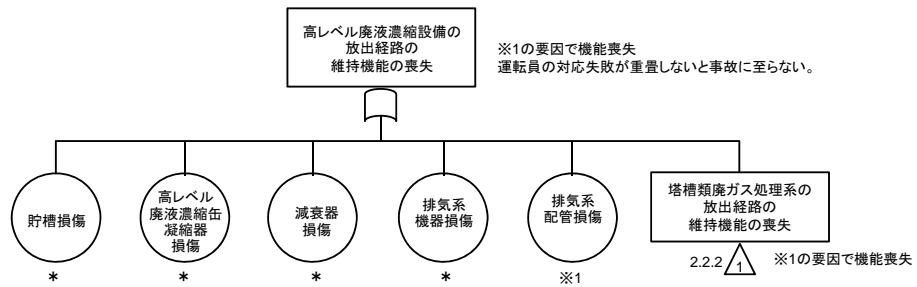 高レベル廃液濃縮設備の
放出経路の
維持機能の喪失
※1の要因で機能喪失
運転員の対応失敗が重畳しないと事故に至らない。
貯槽損傷
*
高レベル
廃液濃縮缶
凝縮器
損傷
*
減衰器
損傷
*
排気系
機器損傷
*
排気系
配管損傷
※1
塔槽類廃ガス処理系の
放出経路の
維持機能の喪失
2.2.2
1
※1の要因で機能喪失